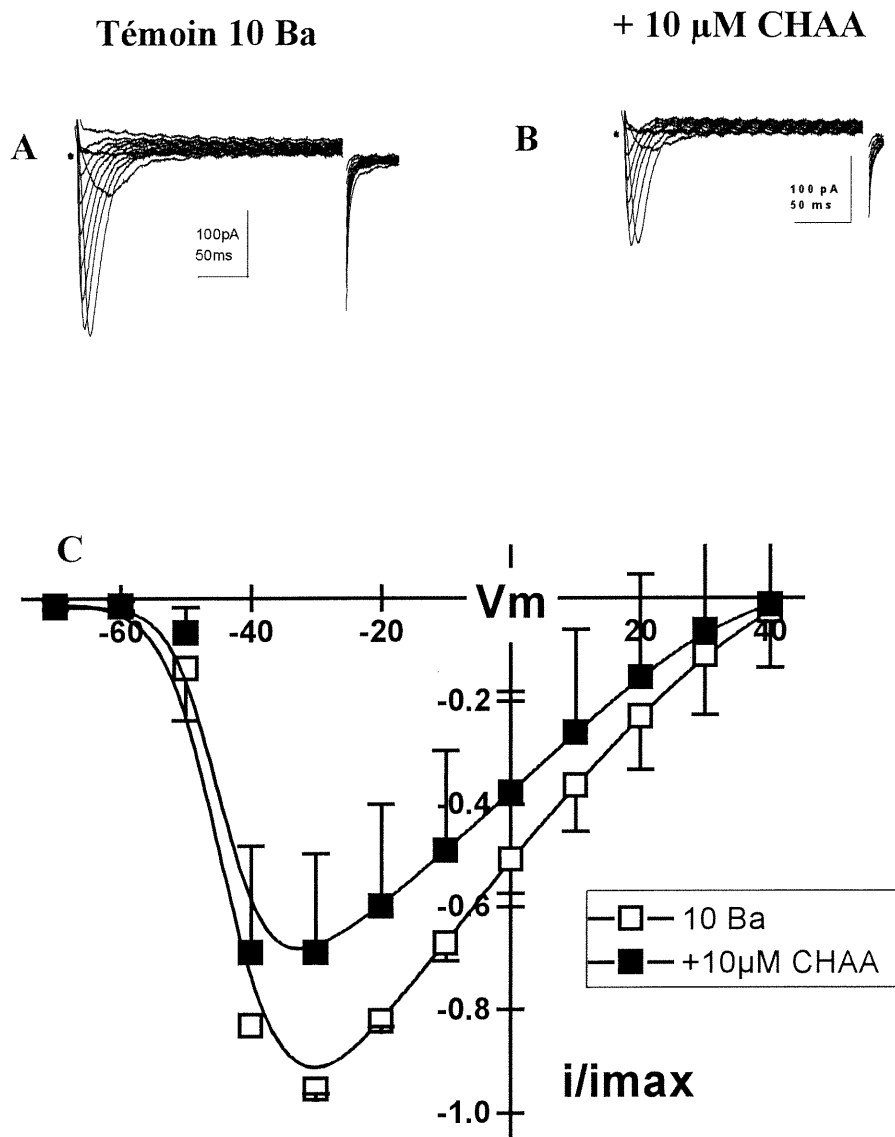 Témoin 10 Ba
+ 10 µM CHAA
A
*
100pA
50ms
B
*
100 pA
50 ms
C
Vm
-60
-40
-20
20
40
-0.2
-0.4
-0.6
-0.8
-1.0
i/imax
10 Ba
+10µM CHAA